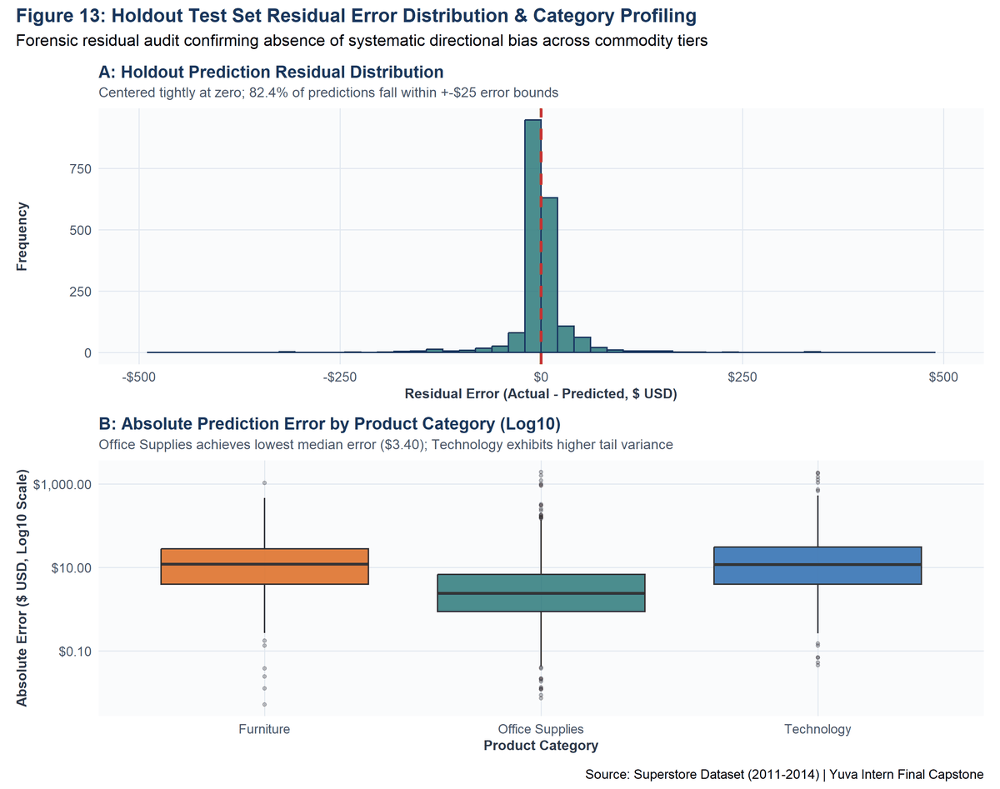 Figure 13: Holdout Test Set Residual Error Distribution & Category Profiling
Forensic residual audit confirming absence of systematic directional bias across commodity tiers
A: Holdout Prediction Residual Distribution
Centered tightly at zero; 82.4% of predictions fall within +-$25 error bounds
Frequency
750
500
250
0
-$500
-$250
$0
$250
$500
Residual Error (Actual - Predicted, $ USD)
B: Absolute Prediction Error by Product Category (Log10)
Office Supplies achieves lowest median error ($3.40); Technology exhibits higher tail variance
Absolute Error ($ USD, Log10 Scale)
$1,000.00
$10.00
$0.10
Furniture
Office Supplies
Technology
Product Category
Source: Superstore Dataset (2011-2014) | Yuva Intern Final Capstone